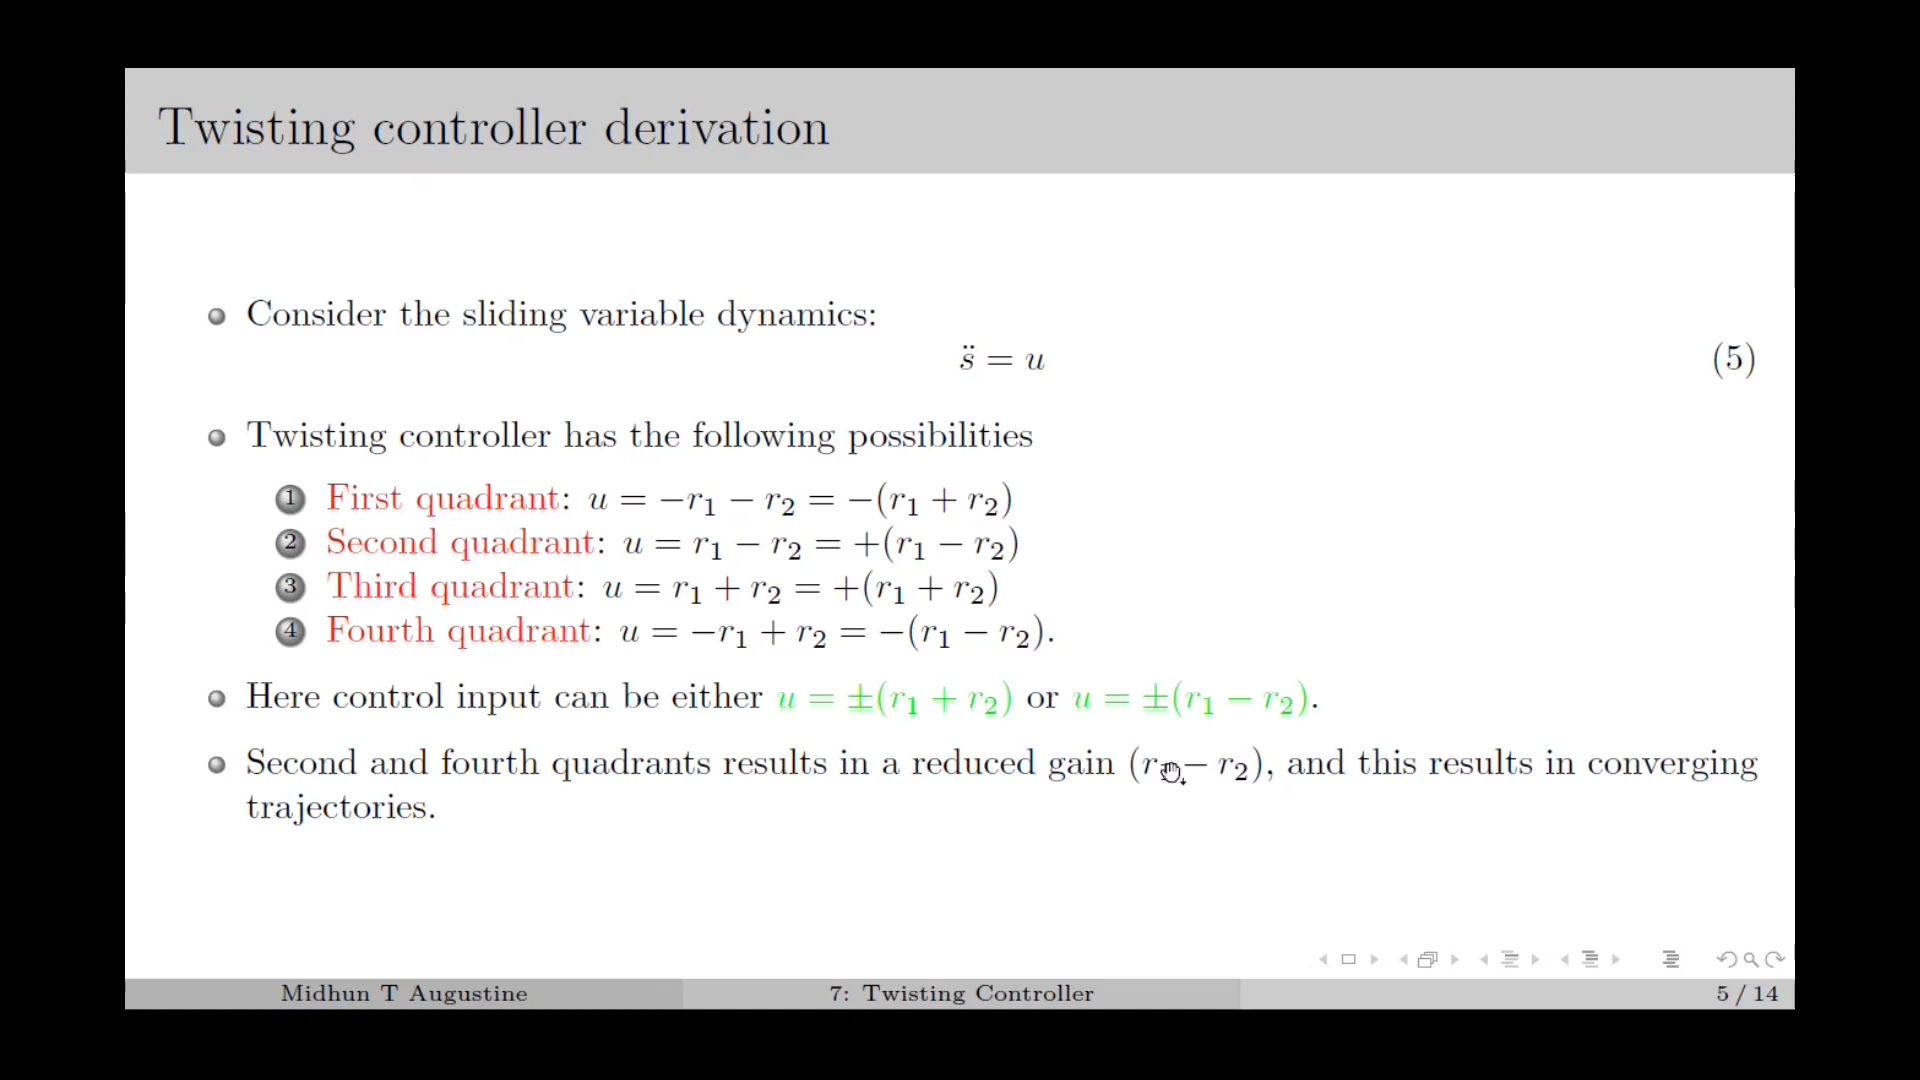 Twisting controller derivation
Consider the sliding variable dynamics:
s̈ = u (5)
Twisting controller has the following possibilities
1 First quadrant: u = −r₁ − r₂ = −(r₁ + r₂)
2 Second quadrant: u = r₁ − r₂ = +(r₁ − r₂)
3 Third quadrant: u = r₁ + r₂ = +(r₁ + r₂)
4 Fourth quadrant: u = −r₁ + r₂ = −(r₁ − r₂).
Here control input can be either u = ±(r₁ + r₂) or u = ±(r₁ − r₂).
Second and fourth quadrants results in a reduced gain (r − r₂), and this results in converging
trajectories.
Midhun T Augustine 7: Twisting Controller 5 / 14